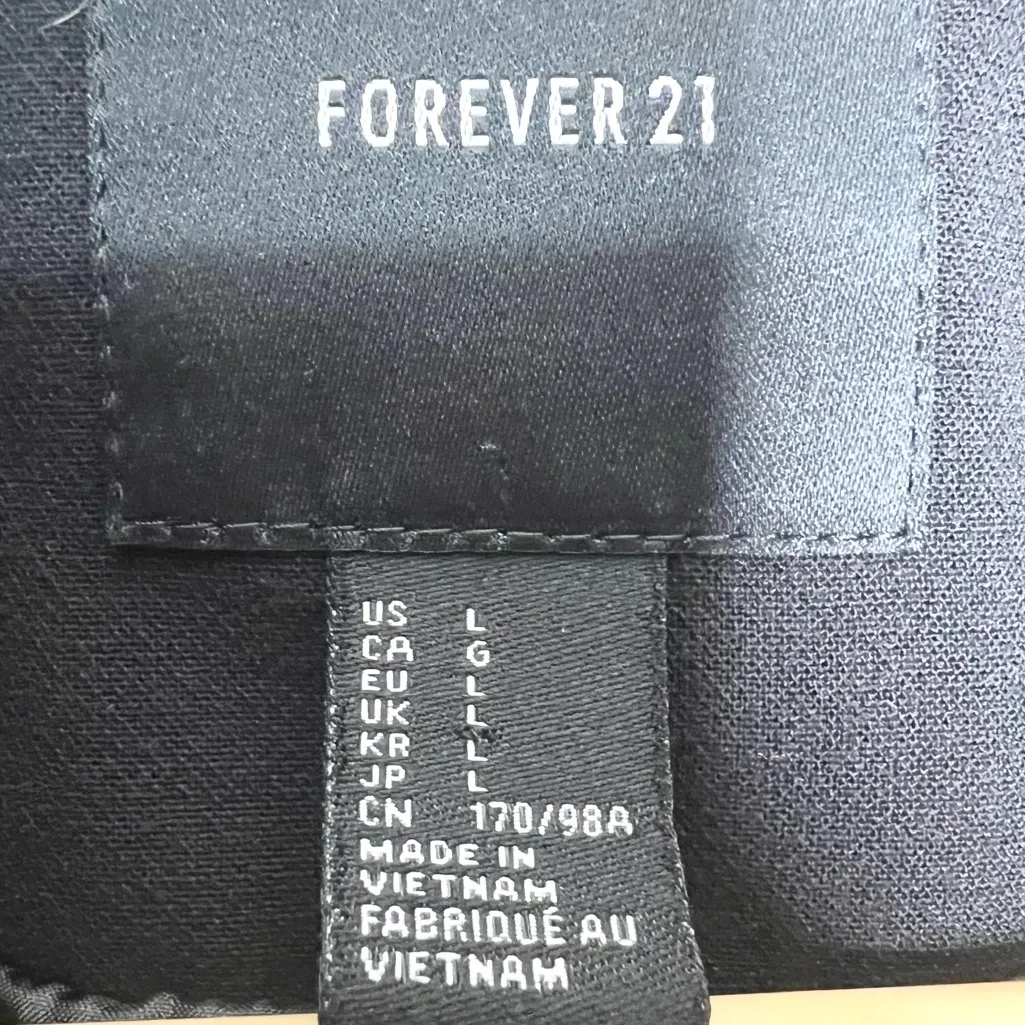 FOREVER 21
US L
CA G
EU L
UK L
KR L
JP L
CN 170/98A
MADE IN
VIETNAM
FABRIQUÉ AU
VIETNAM